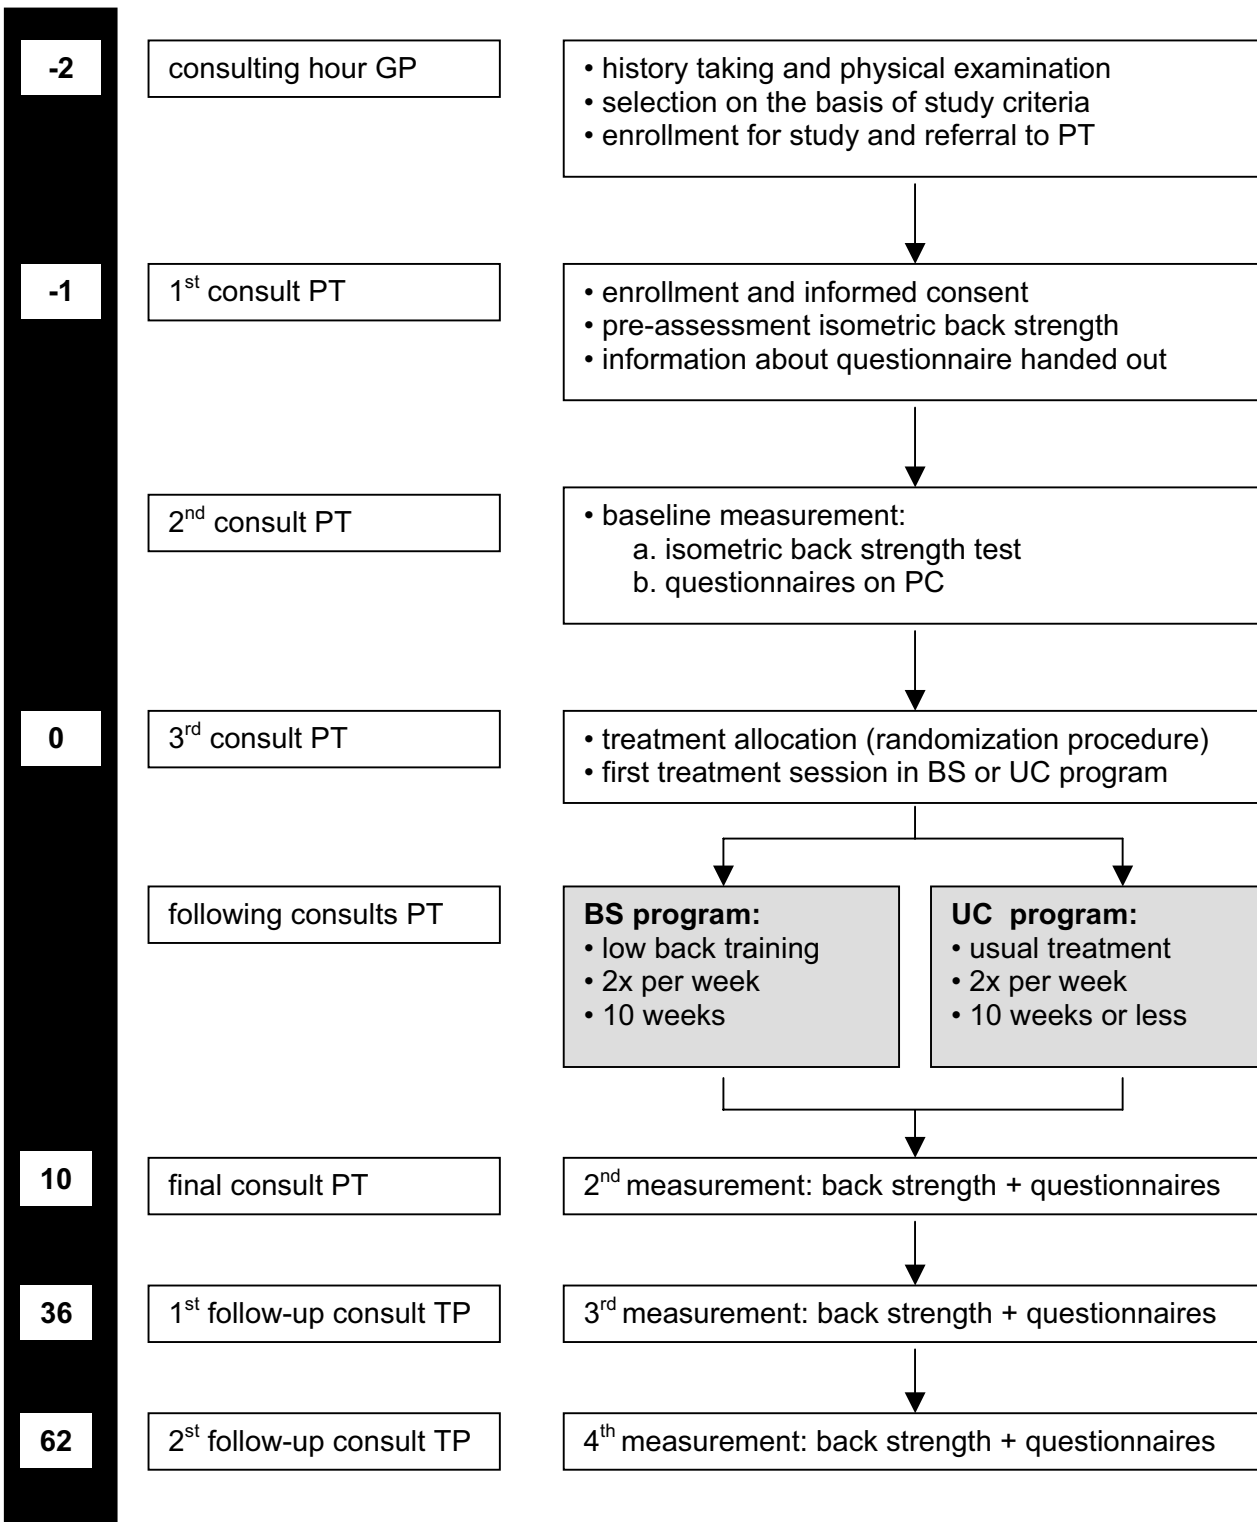 -2
consulting hour GP
• history taking and physical examination
• selection on the basis of study criteria
• enrollment for study and referral to PT
-1
1st consult PT
• enrollment and informed consent
• pre-assessment isometric back strength
• information about questionnaire handed out
2nd consult PT
• baseline measurement:
a. isometric back strength test
b. questionnaires on PC
0
3rd consult PT
• treatment allocation (randomization procedure)
• first treatment session in BS or UC program
following consults PT
BS program:
• low back training
• 2x per week
• 10 weeks
UC program:
• usual treatment
• 2x per week
• 10 weeks or less
10
final consult PT
2nd measurement: back strength + questionnaires
36
1st follow-up consult TP
3rd measurement: back strength + questionnaires
62
2st follow-up consult TP
4th measurement: back strength + questionnaires